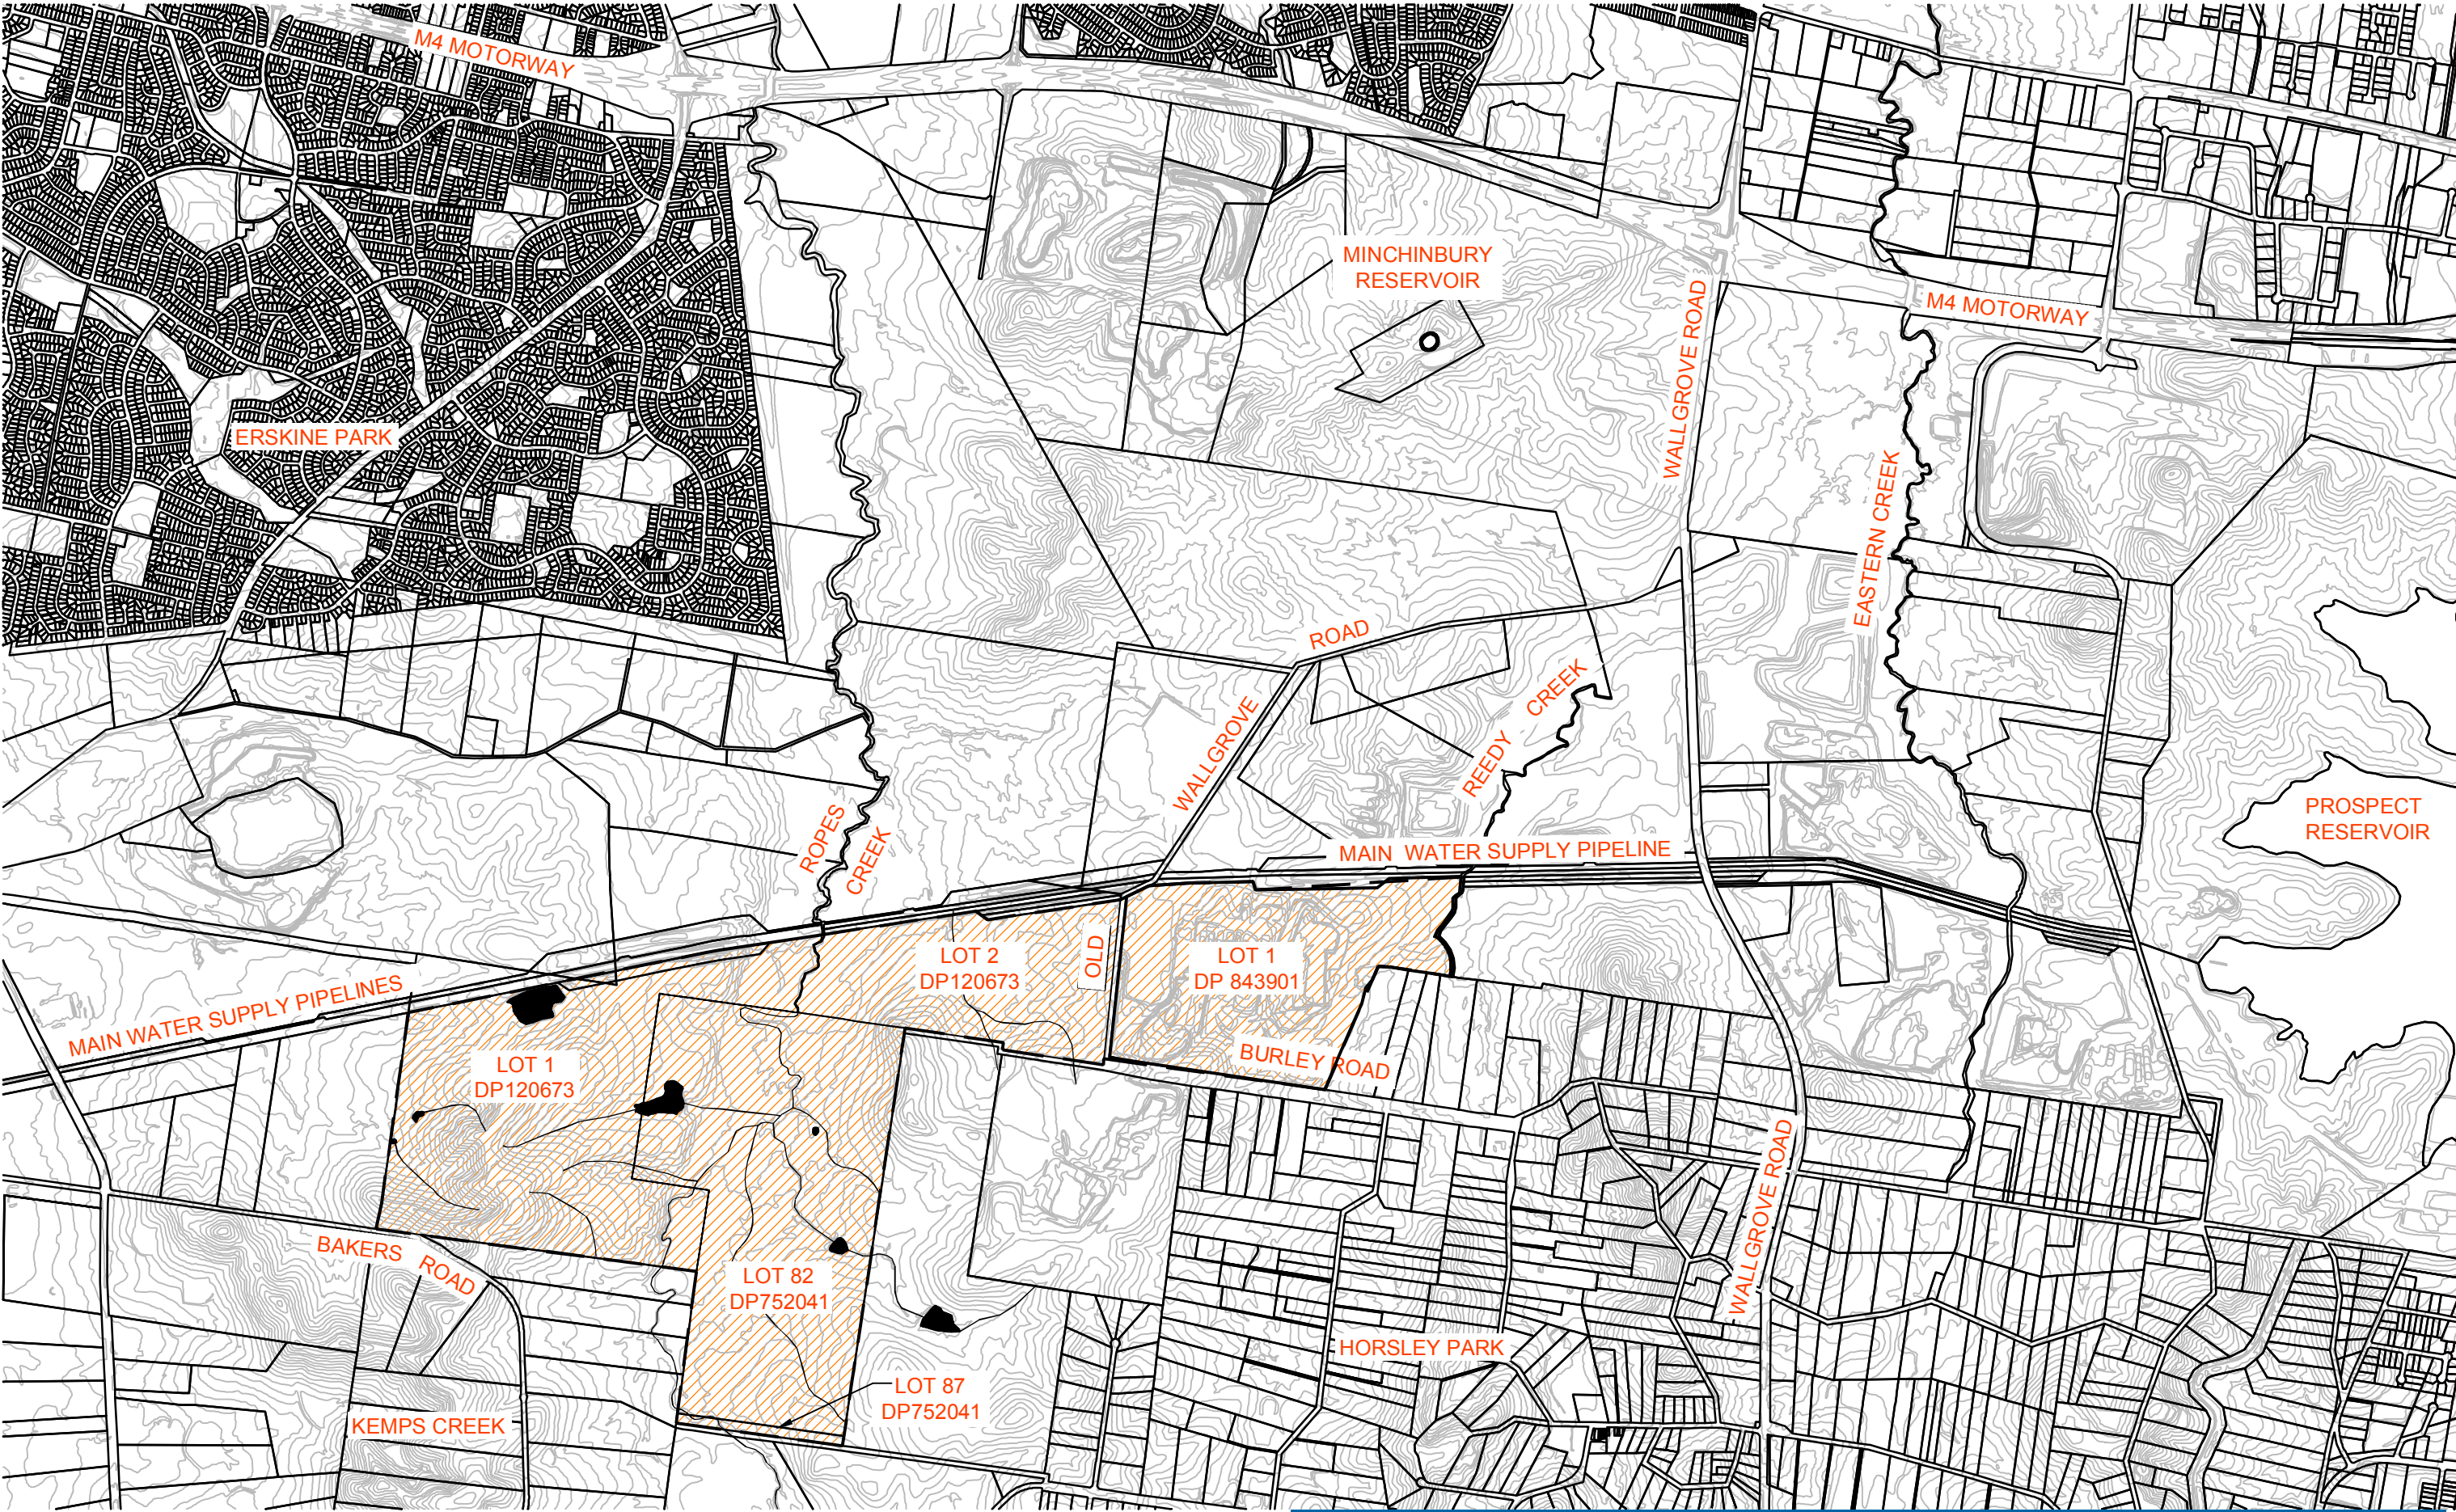 M4 MOTORWAY
MINCHINBURY
RESERVOIR
WALLGROVE ROAD
M4 MOTORWAY
ERSKINE PARK
EASTERN CREEK
ROAD
WALLGROVE
REEDY CREEK
ROPES
CREEK
MAIN WATER SUPPLY PIPELINE
PROSPECT
RESERVOIR
LOT 2
DP120673
OLD
LOT 1
DP 843901
MAIN WATER SUPPLY PIPELINES
LOT 1
DP120673
BURLEY ROAD
WALLGROVE ROAD
BAKERS ROAD
LOT 82
DP752041
HORSLEY PARK
LOT 87
DP752041
KEMPS CREEK